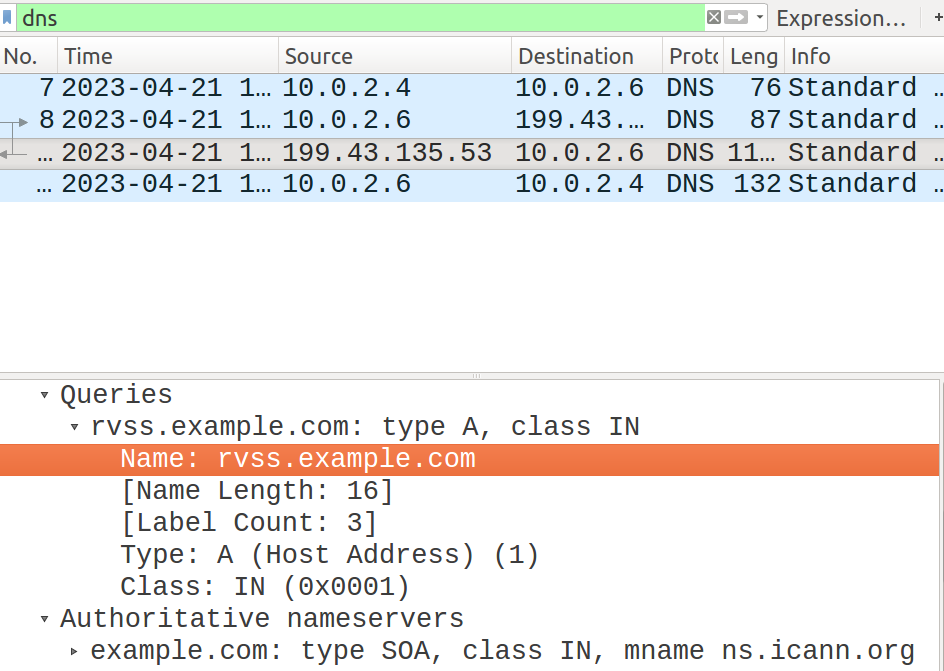 dns Expression… +
No. Time Source Destination Protc Leng Info
7 2023-04-21 1… 10.0.2.4 10.0.2.6 DNS 76 Standard …
8 2023-04-21 1… 10.0.2.6 199.43.… DNS 87 Standard …
… 2023-04-21 1… 199.43.135.53 10.0.2.6 DNS 11… Standard …
… 2023-04-21 1… 10.0.2.6 10.0.2.4 DNS 132 Standard …
Queries
rvss.example.com: type A, class IN
Name: rvss.example.com
[Name Length: 16]
[Label Count: 3]
Type: A (Host Address) (1)
Class: IN (0x0001)
Authoritative nameservers
example.com: type SOA, class IN, mname ns.icann.org